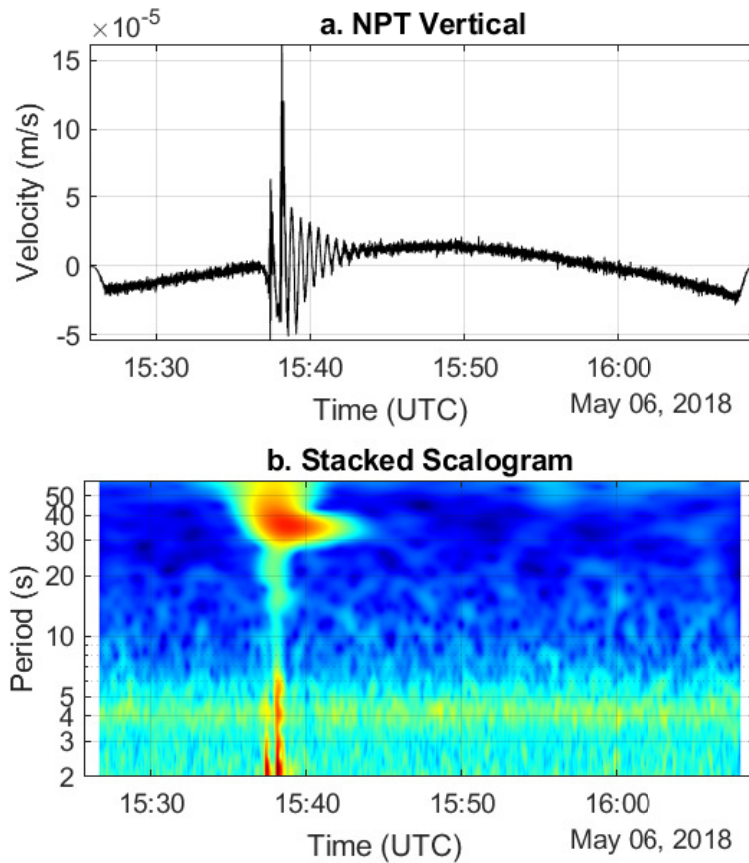 a. NPT Vertical
×10⁻⁵
15
10
5
0
-5
Velocity (m/s)
15:30 15:40 15:50 16:00
Time (UTC)
May 06, 2018
b. Stacked Scalogram
50
40
30
20
10
5
4
3
2
Period (s)
15:30 15:40 15:50 16:00
Time (UTC)
May 06, 2018